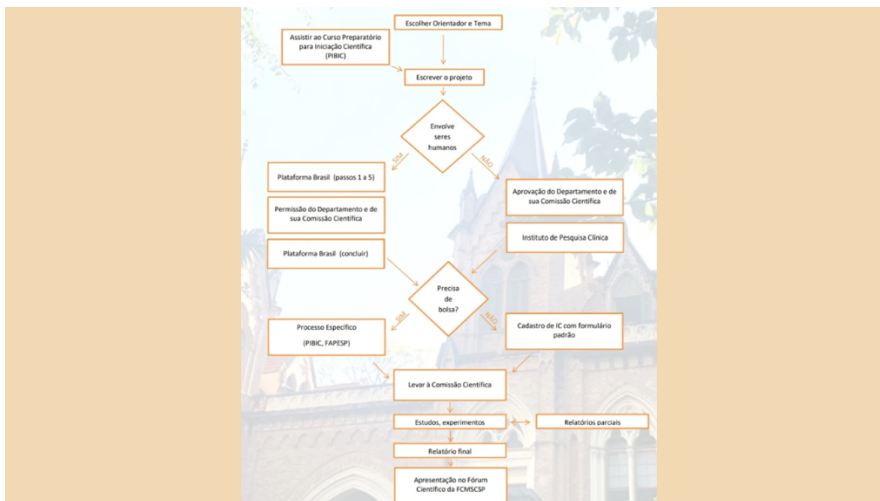 Escolher Orientador e Tema
Assistir ao Curso Preparatório
para Iniciação Científica
(PIBIC)
Escrever o projeto
Envolve
seres
humanos
SIM
NÃO
Plataforma Brasil (passos 1 a 5)
Aprovação do Departamento e de
sua Comissão Científica
Permissão do Departamento e de
sua Comissão Científica
Instituto de Pesquisa Clínica
Plataforma Brasil (concluir)
Precisa
de
bolsa?
SIM
NÃO
Processo Específico
(PIBIC, FAPESP)
Cadastro de IC com formulário
padrão
Levar à Comissão Científica
Estudos, experimentos
Relatórios parciais
Relatório final
Apresentação no Fórum
Científico da FCMSCSP